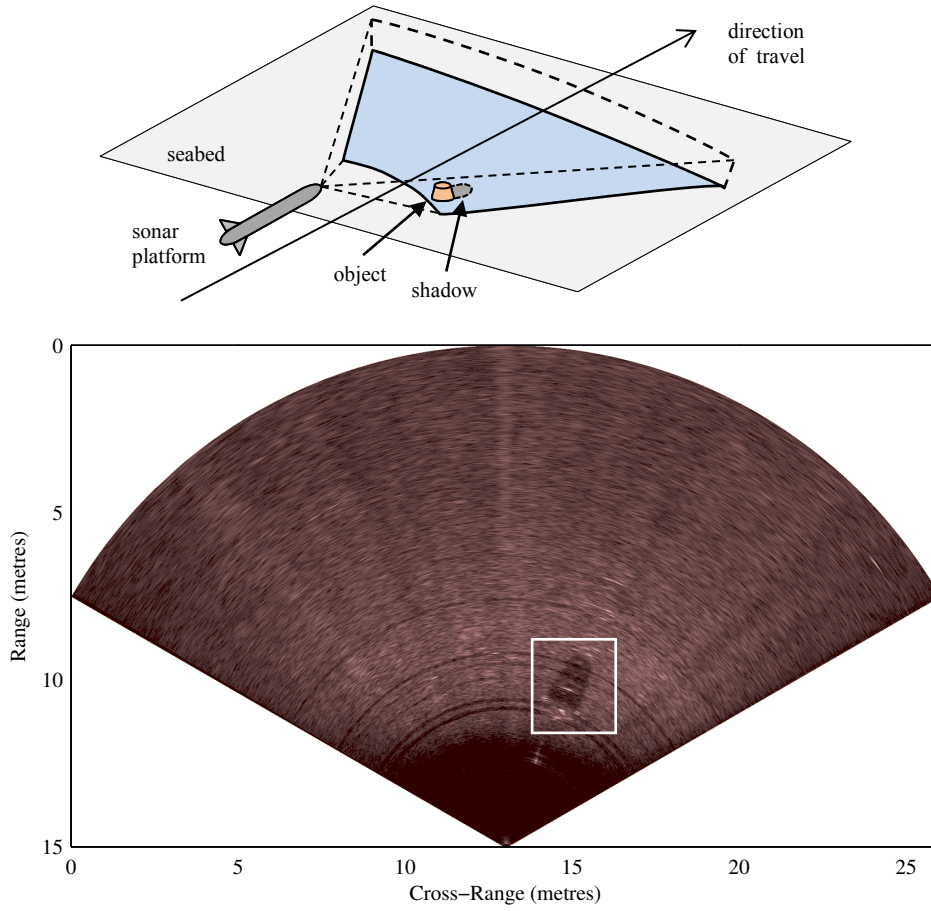 direction
of travel
seabed
sonar
platform
object
shadow
0
5
10
15
Range (metres)
0
5
10
15
20
25
Cross−Range (metres)